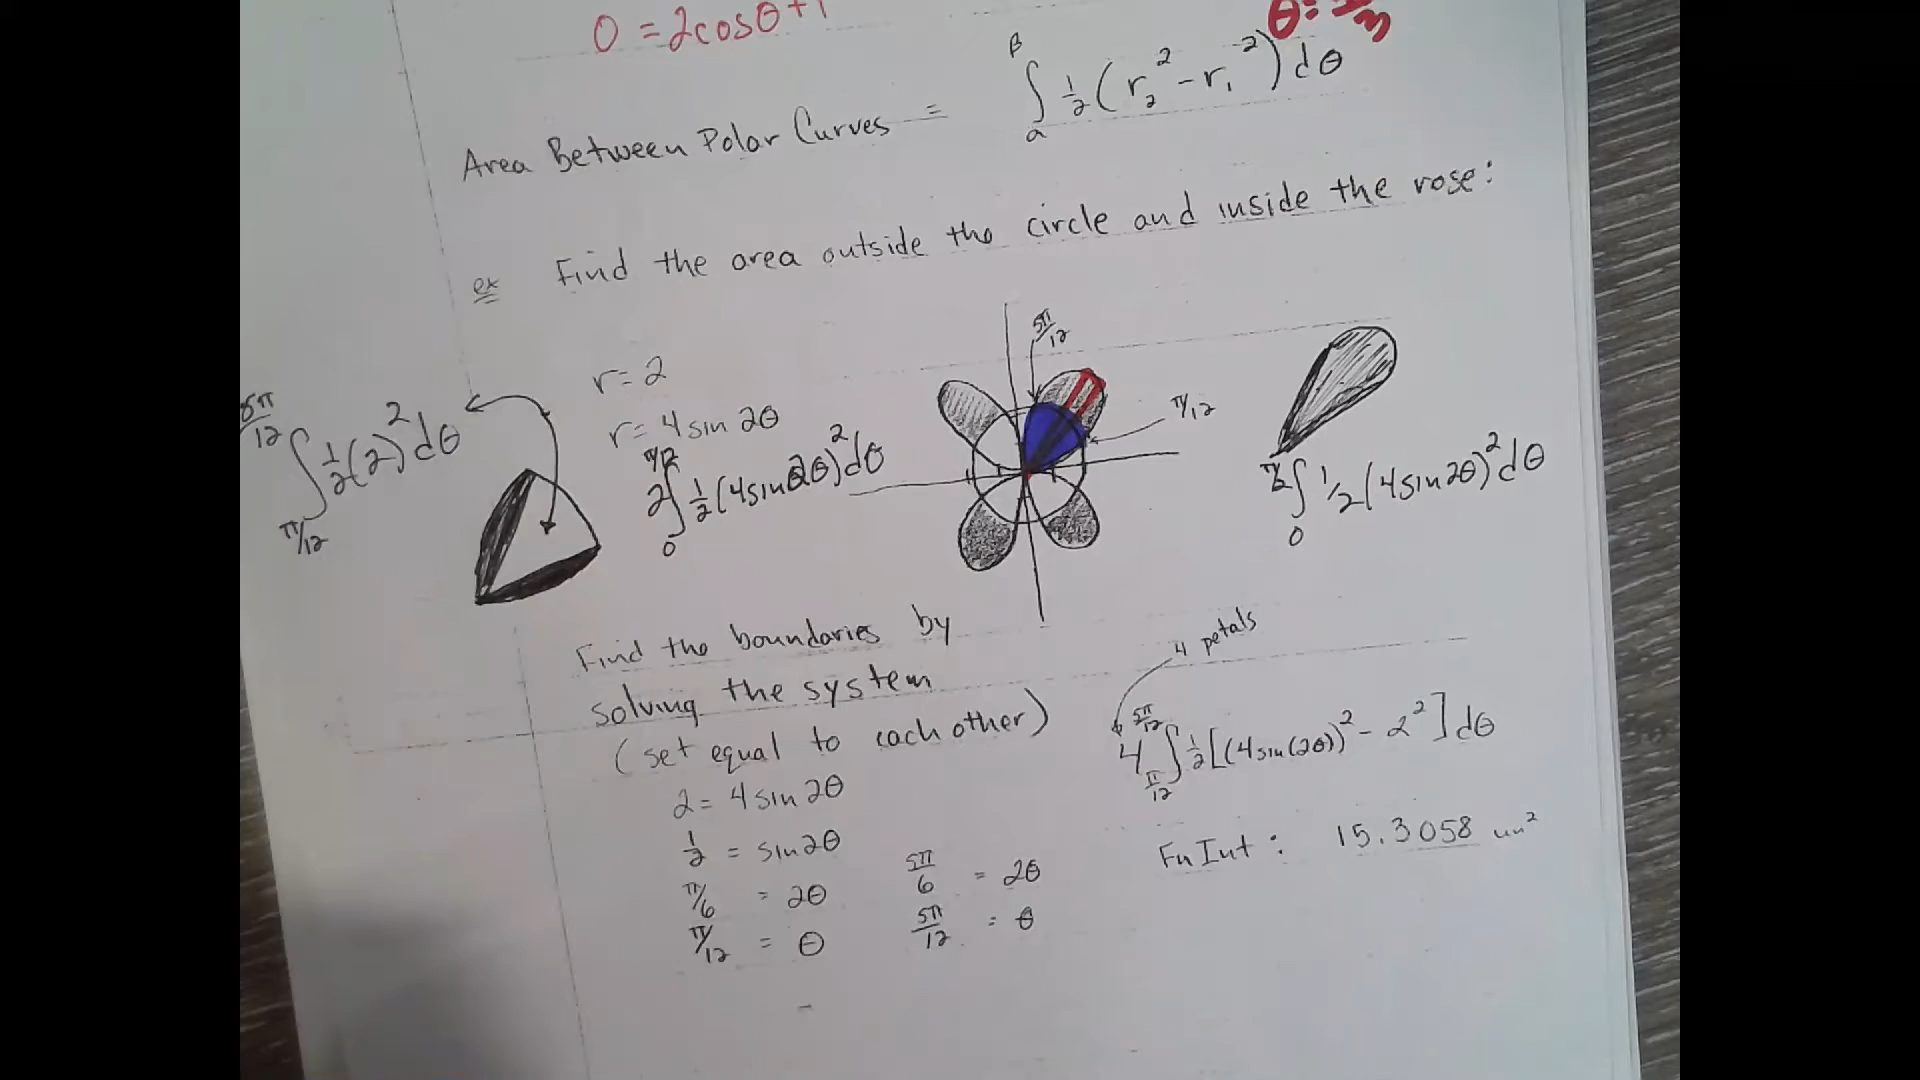 0 = 2cosθ+1
θ=
Area Between Polar Curves = ∫ₐᵝ ½(r₂² - r₁²)dθ
ex Find the area outside the circle and inside the rose:
r = 2
r = 4 sin 2θ
5π/12
π/12
∫ 5π/12 π/12 ½(2)² dθ
2∫ π/12 0 ½(4sin2θ)² dθ
π/2 ∫ 0 1/2 (4 sin 2θ)² dθ
Find the boundaries by
solving the system
(set equal to each other)
2 = 4 sin 2θ
½ = sin2θ
π/6 = 2θ
5π/6 = 2θ
π/12 = θ
5π/12 = θ
4 petals
4 ∫ 5π/12 π/12 ½[(4sin(2θ))² - 2²] dθ
FnInt: 15.3058 un²